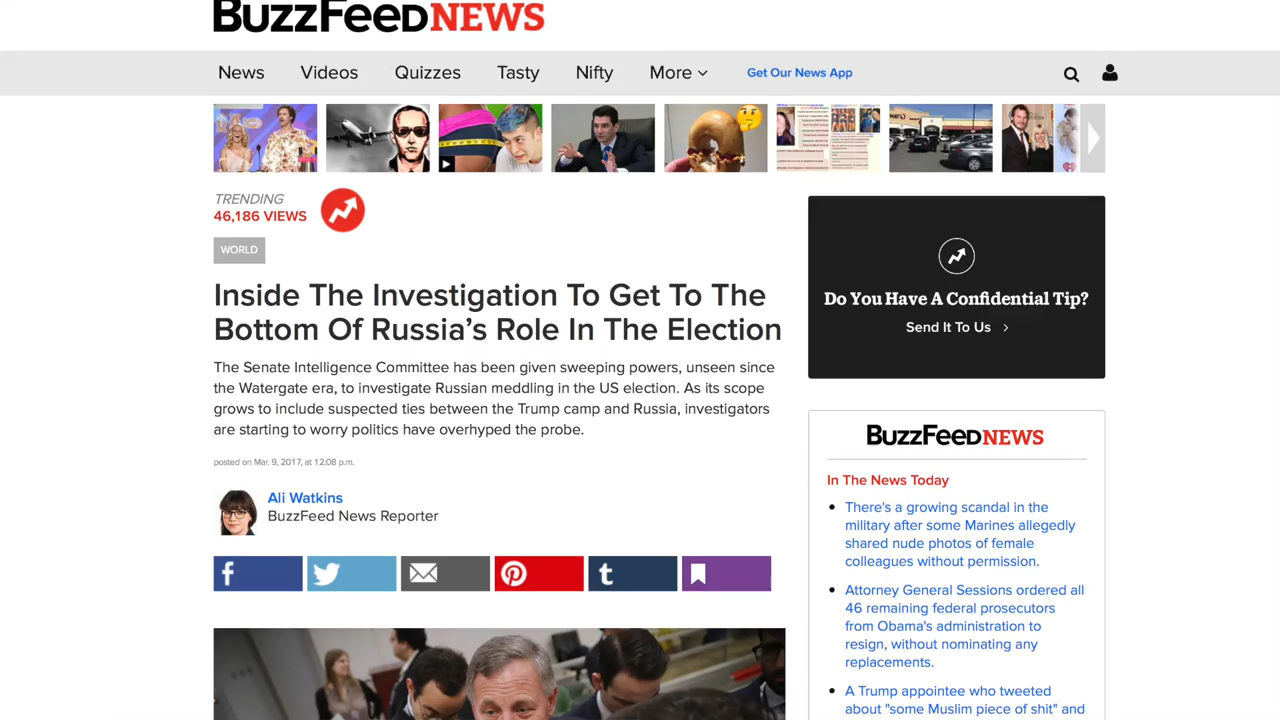 BuzzFeedNEWS
News Videos Quizzes Tasty Nifty More Get Our News App
TRENDING
46,186 VIEWS
WORLD
Inside The Investigation To Get To The
Bottom Of Russia’s Role In The Election
The Senate Intelligence Committee has been given sweeping powers, unseen since
the Watergate era, to investigate Russian meddling in the US election. As its scope
grows to include suspected ties between the Trump camp and Russia, investigators
are starting to worry politics have overhyped the probe.
posted on Mar. 9, 2017, at 12:08 p.m.
Ali Watkins
BuzzFeed News Reporter
Do You Have A Confidential Tip?
Send It To Us
BuzzFeedNEWS
In The News Today
There's a growing scandal in the
military after some Marines allegedly
shared nude photos of female
colleagues without permission.
Attorney General Sessions ordered all
46 remaining federal prosecutors
from Obama's administration to
resign, without nominating any
replacements.
A Trump appointee who tweeted
about "some Muslim piece of shit" and